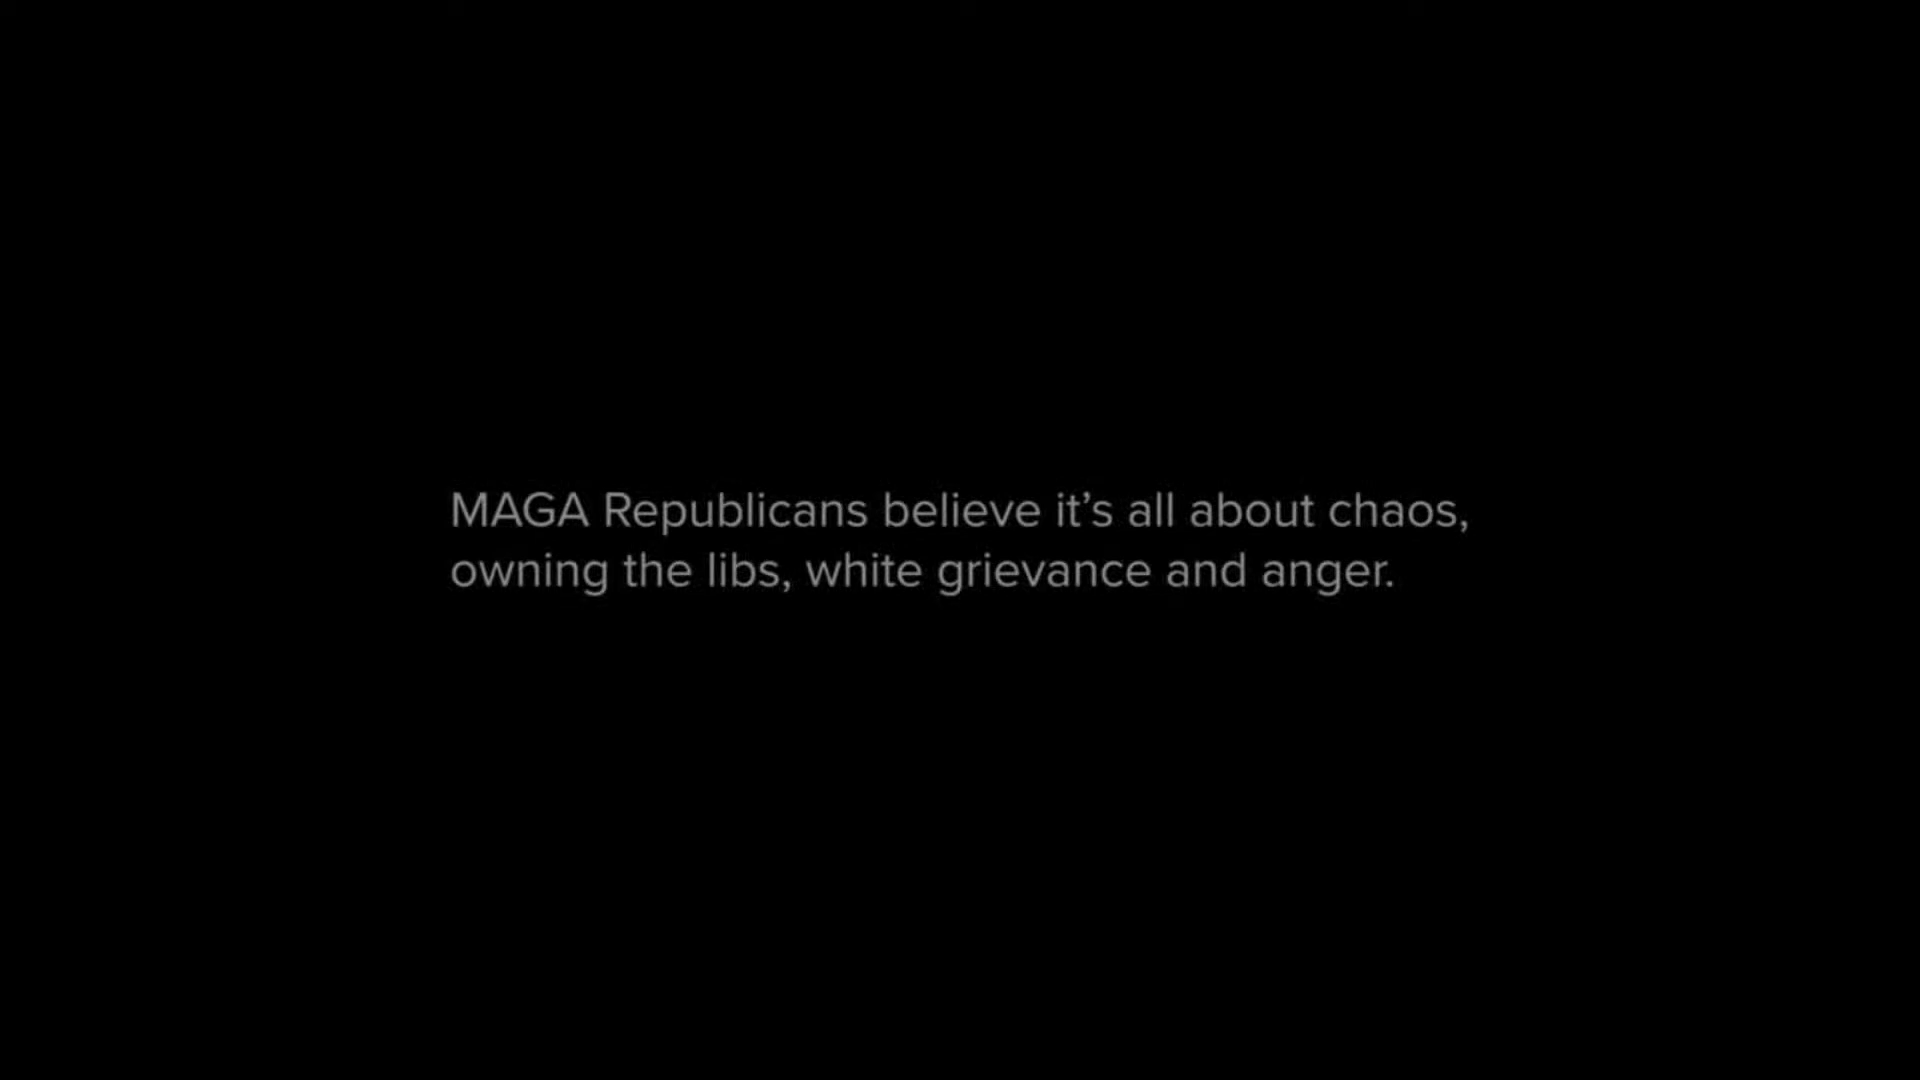 MAGA Republicans believe it’s all about chaos,
owning the libs, white grievance and anger.